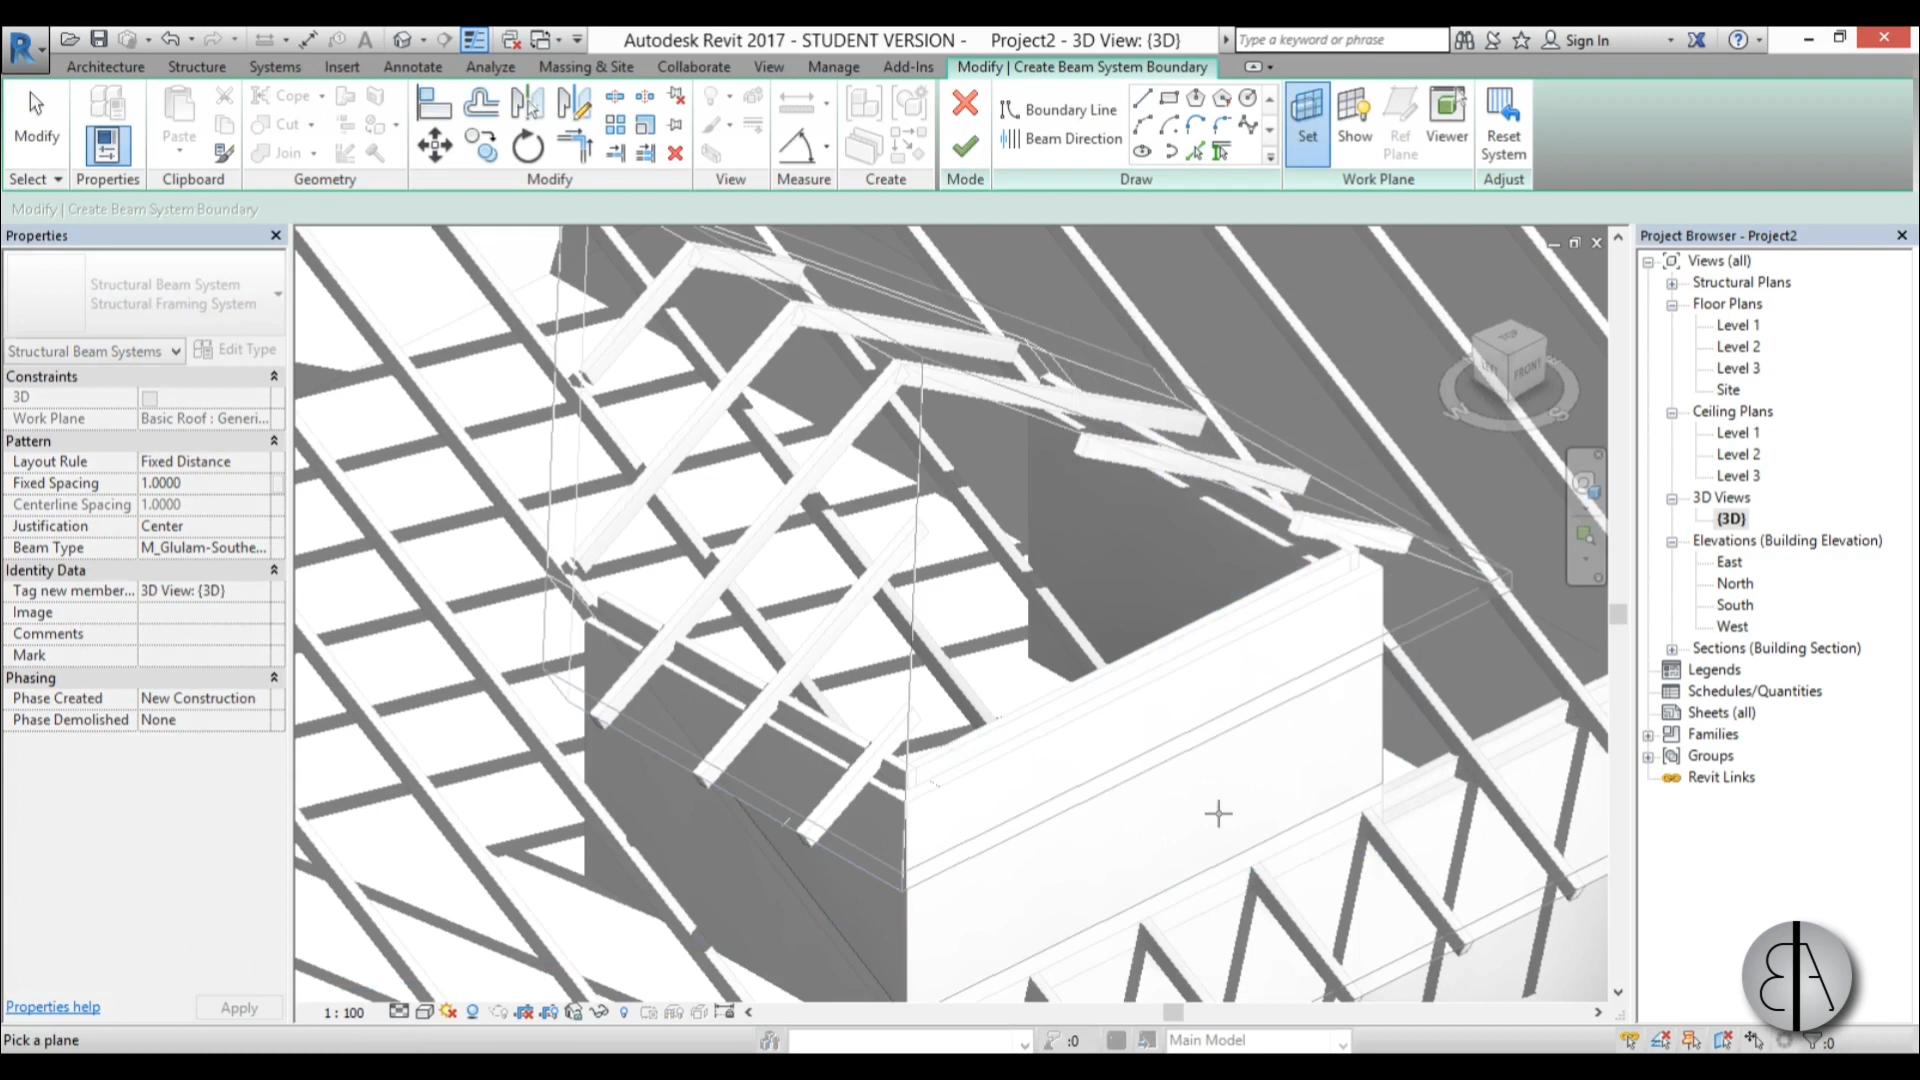 Autodesk Revit 2017 - STUDENT VERSION - Project2 - 3D View: {3D}
Type a keyword or phrase
Sign In
Architecture Structure Systems Insert Annotate Analyze Massing & Site Collaborate View Manage Add-Ins Modify | Create Beam System Boundary
Modify
Paste
Cope
Cut
Join
Boundary Line
Beam Direction
Set
Show
Ref
Plane
Viewer
Reset
System
Select Properties Clipboard Geometry Modify View Measure Create Mode Draw Work Plane Adjust
Modify | Create Beam System Boundary
Properties
Structural Beam System
Structural Framing System
Structural Beam Systems Edit Type
Constraints
3D
Work Plane Basic Roof : Generi...
Pattern
Layout Rule Fixed Distance
Fixed Spacing 1.0000
Centerline Spacing 1.0000
Justification Center
Beam Type M_Glulam-Southe...
Identity Data
Tag new member... 3D View: {3D}
Image
Comments
Mark
Phasing
Phase Created New Construction
Phase Demolished None
Properties help Apply
TOP
LEFT
FRONT
W
S
Project Browser - Project2
Views (all)
Structural Plans
Floor Plans
Level 1
Level 2
Level 3
Site
Ceiling Plans
Level 1
Level 2
Level 3
3D Views
{3D}
Elevations (Building Elevation)
East
North
South
West
Sections (Building Section)
Legends
Schedules/Quantities
Sheets (all)
Families
Groups
Revit Links
1 : 100
Pick a plane
:0
Main Model
:0